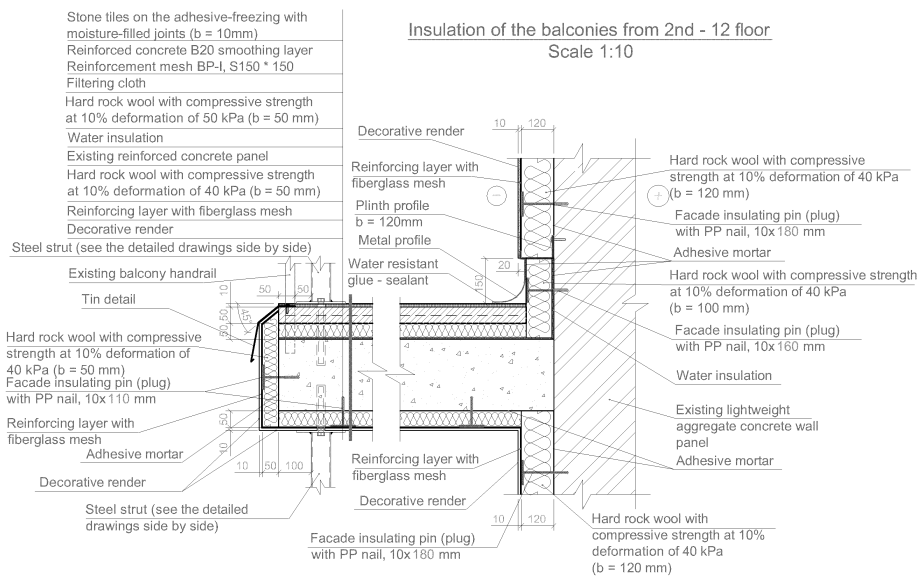 Insulation of the balconies from 2nd - 12 floor
Scale 1:10
Stone tiles on the adhesive-freezing with
moisture-filled joints (b = 10mm)
Reinforced concrete B20 smoothing layer
Reinforcement mesh BP-I, S150 * 150
Filtering cloth
Hard rock wool with compressive strength
at 10% deformation of 50 kPa (b = 50 mm)
Water insulation
Existing reinforced concrete panel
Hard rock wool with compressive strength
at 10% deformation of 40 kPa (b = 50 mm)
Reinforcing layer with fiberglass mesh
Decorative render
Steel strut (see the detailed drawings side by side)
Existing balcony handrail
Tin detail
Hard rock wool with compressive
strength at 10% deformation of
40 kPa (b = 50 mm)
Facade insulating pin (plug)
with PP nail, 10x110 mm
Reinforcing layer with
fiberglass mesh
Adhesive mortar
Decorative render
Steel strut (see the detailed
drawings side by side)
10
50
50
50
10
45°
50
50
10
10
50
100
Decorative render
Reinforcing layer with
fiberglass mesh
Plinth profile
b = 120mm
Metal profile
Water resistant
glue - sealant
10
120
20
150
−
+
Reinforcing layer with
fiberglass mesh
Decorative render
Facade insulating pin (plug)
with PP nail, 10x180 mm
10
120
Hard rock wool with compressive
strength at 10% deformation of 40 kPa
(b = 120 mm)
Facade insulating pin (plug)
with PP nail, 10x180 mm
Adhesive mortar
Hard rock wool with compressive strength
at 10% deformation of 40 kPa
(b = 100 mm)
Facade insulating pin (plug)
with PP nail, 10x160 mm
Water insulation
Existing lightweight
aggregate concrete wall
panel
Adhesive mortar
Hard rock wool with
compressive strength at 10%
deformation of 40 kPa
(b = 120 mm)